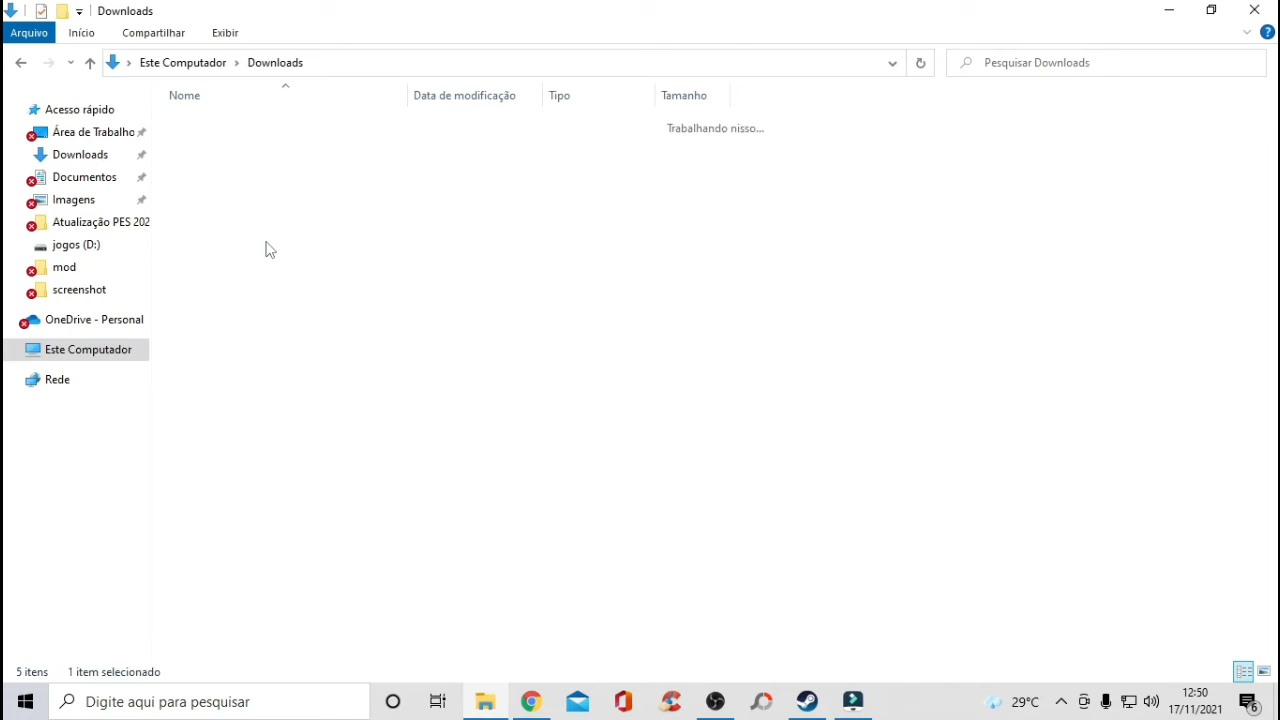 Downloads
Arquivo Início Compartilhar Exibir
Este Computador Downloads
Pesquisar Downloads
Nome Data de modificação Tipo Tamanho
Trabalhando nisso...
Acesso rápido
Área de Trabalho
Downloads
Documentos
Imagens
Atualização PES 202
jogos (D:)
mod
screenshot
OneDrive - Personal
Este Computador
Rede
5 itens 1 item selecionado
Digite aqui para pesquisar
29°C
12:50
17/11/2021
6